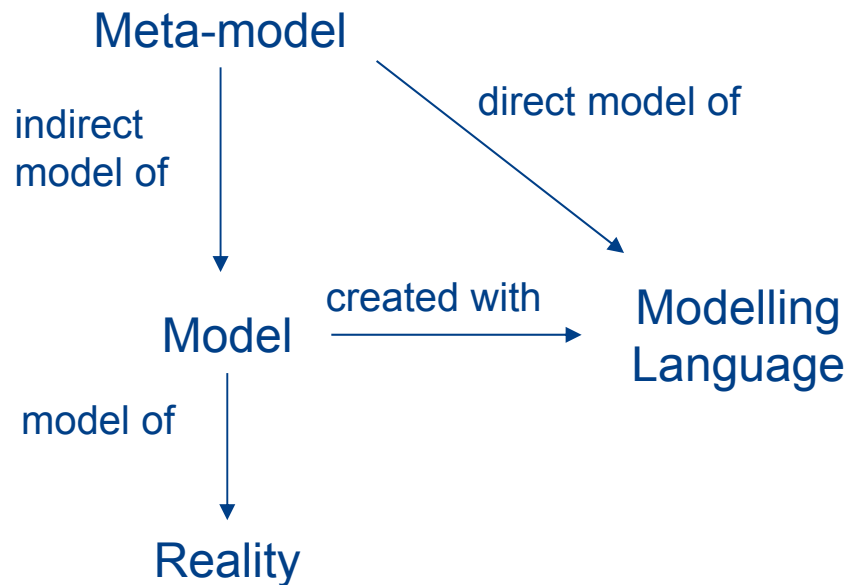 Meta-model
direct model of
indirect
model of
created with
Modelling
Language
Model
model of
Reality